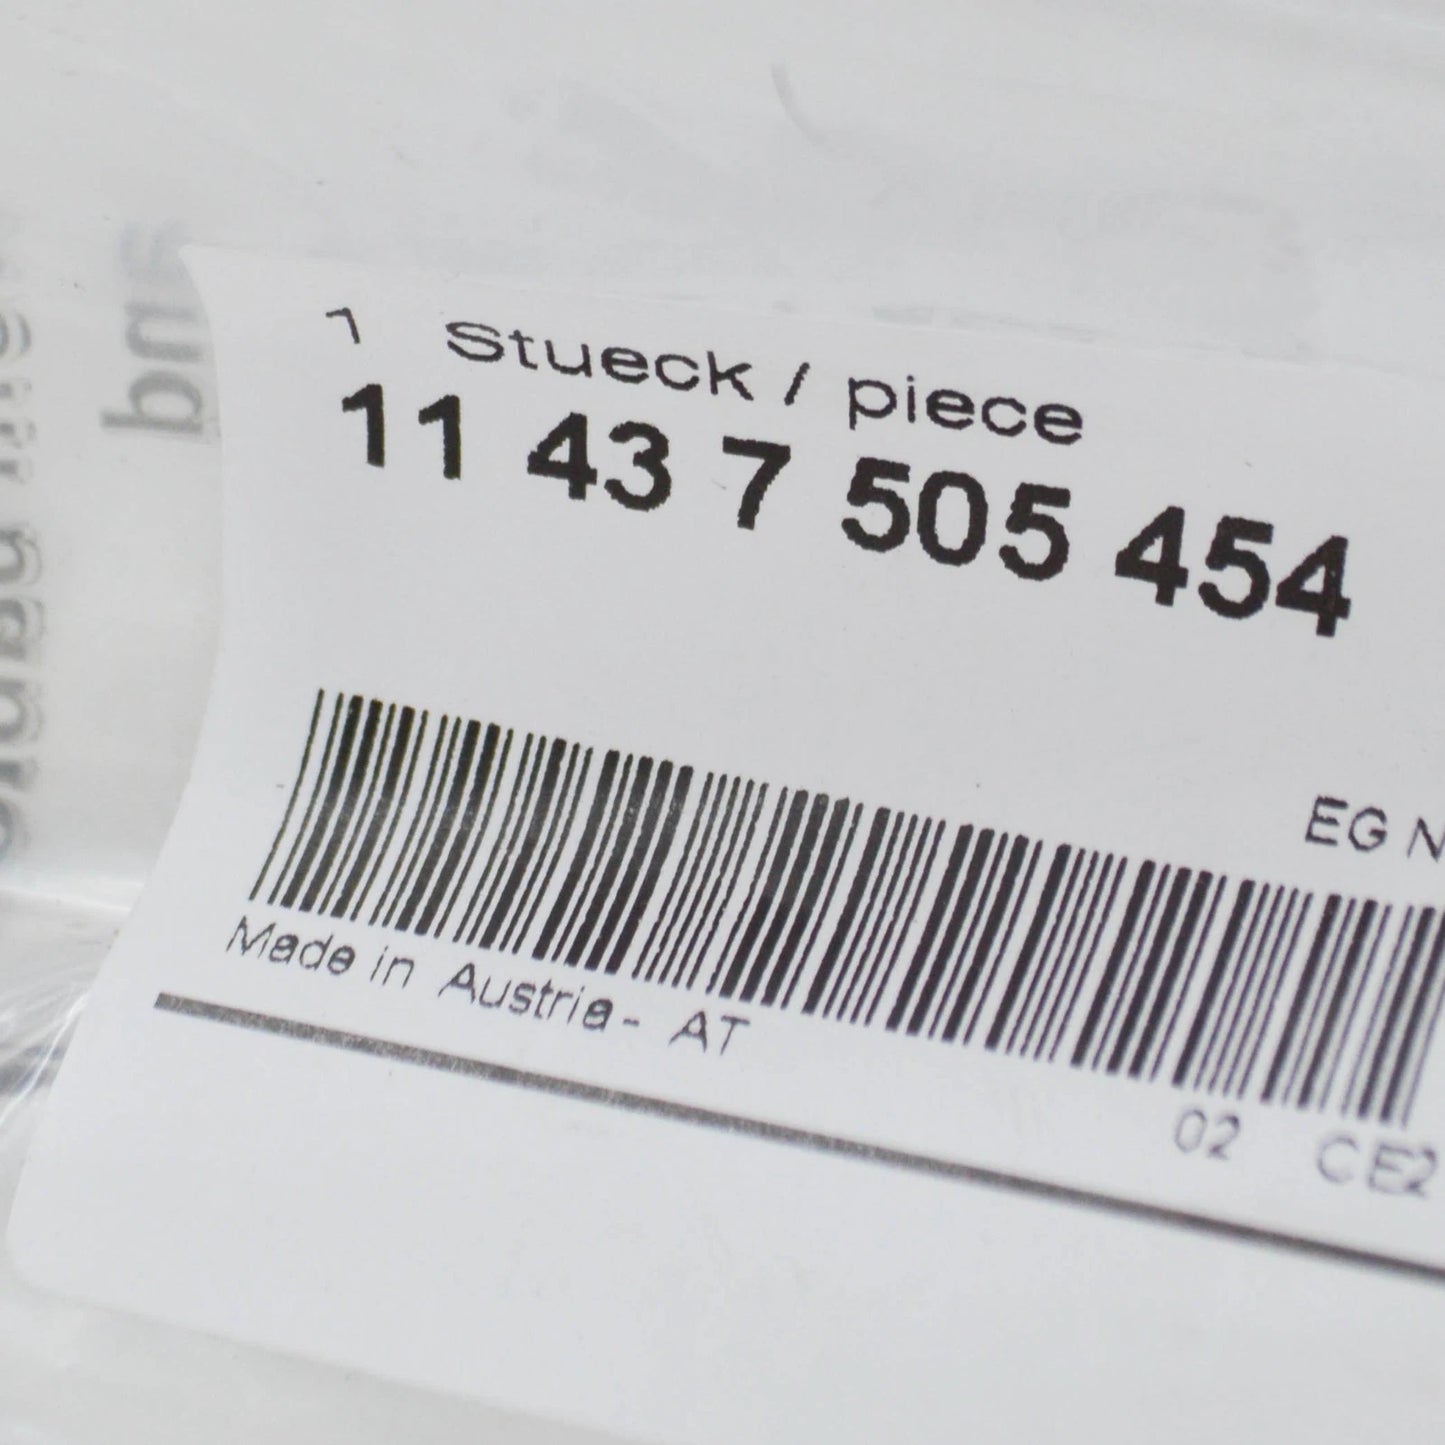 1 Stueck / piece
11 43 7 505 454
EG N
Made in Austria - AT
02 CE2